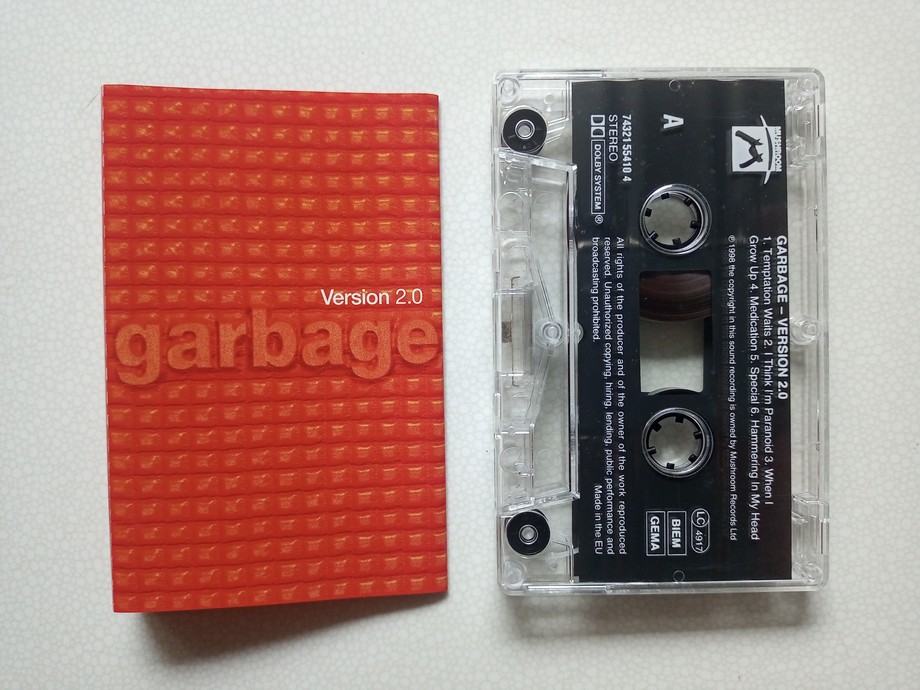 Version 2.0
garbage
MUSHROOM
A
GARBAGE – VERSION 2.0
1. Temptation Waits 2. I Think I'm Paranoid 3. When I
Grow Up 4. Medication 5. Special 6. Hammering In My Head
℗ 1998 the copyright in this sound recording is owned by Mushroom Records Ltd
74321 55410 4
STEREO
DOLBY SYSTEM ®
All rights of the producer and of the owner of the work reproduced
reserved. Unauthorized copying, hiring, lending, public performance and
broadcasting prohibited.
Made in the EU
LC 4917
BIEM
GEMA